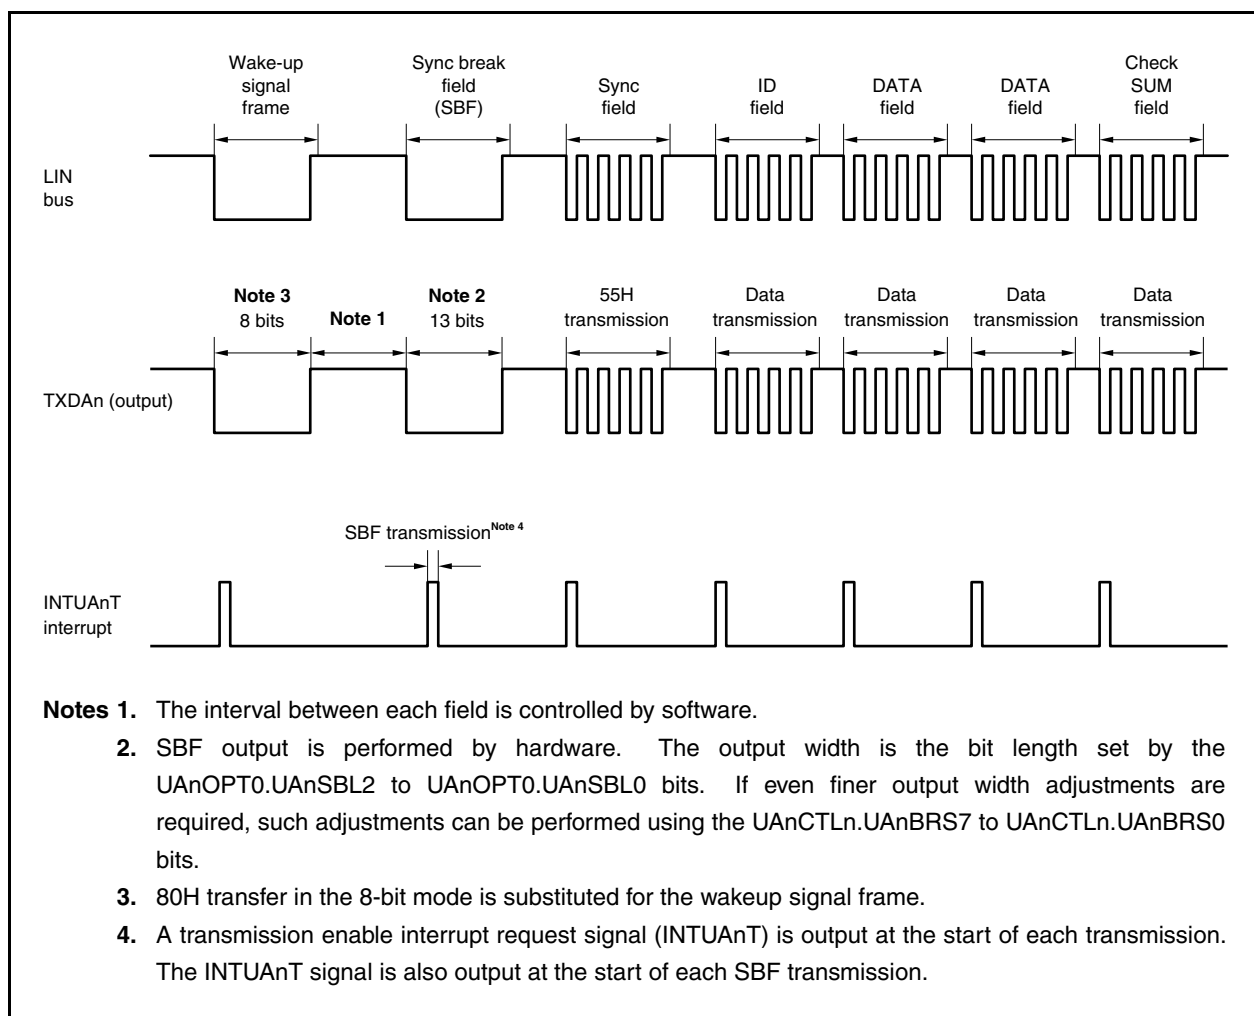 Wake-up
signal
frame
Sync break
field
(SBF)
Sync
field
ID
field
DATA
field
DATA
field
Check
SUM
field
LIN
bus
Note 3
8 bits
Note 1
Note 2
13 bits
55H
transmission
Data
transmission
Data
transmission
Data
transmission
Data
transmission
TXDAn (output)
SBF transmissionNote 4
INTUAnT
interrupt
Notes 1. The interval between each field is controlled by software.
2. SBF output is performed by hardware. The output width is the bit length set by the
UAnOPT0.UAnSBL2 to UAnOPT0.UAnSBL0 bits. If even finer output width adjustments are
required, such adjustments can be performed using the UAnCTLn.UAnBRS7 to UAnCTLn.UAnBRS0
bits.
3. 80H transfer in the 8-bit mode is substituted for the wakeup signal frame.
4. A transmission enable interrupt request signal (INTUAnT) is output at the start of each transmission.
The INTUAnT signal is also output at the start of each SBF transmission.